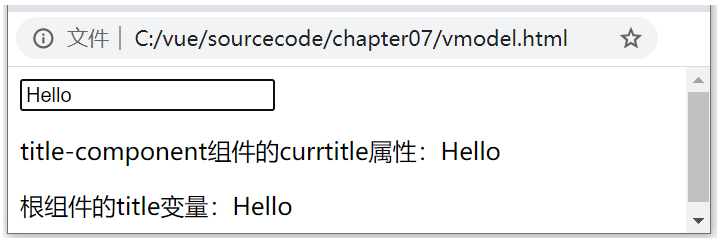 文件 | C:/vue/sourcecode/chapter07/vmodel.html
Hello
title-component组件的currtitle属性：Hello
根组件的title变量：Hello